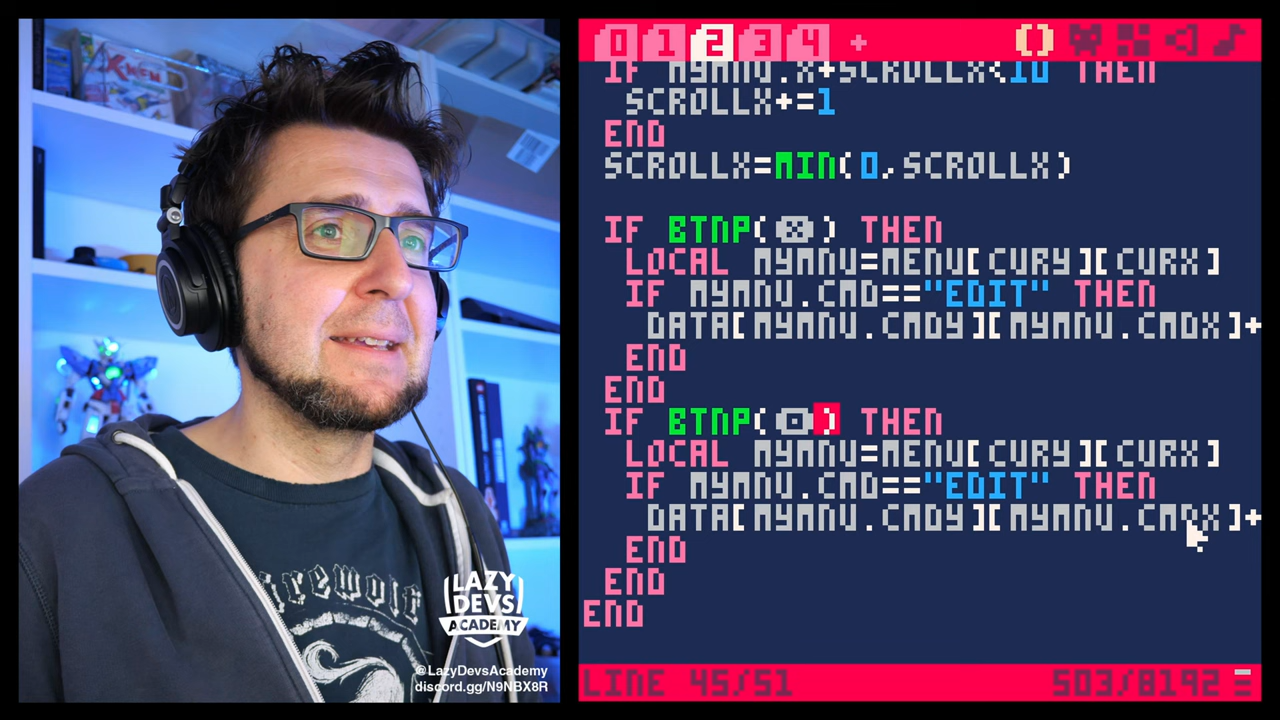 LAZY
DEVS
ACADEMY
@LazyDevsAcademy
discord.gg/N9NBX8R
0 1 2 3 4 +
IF MYMNU.X+SCROLLX<10 THEN
SCROLLX+=1
END
SCROLLX=MIN(0,SCROLLX)
IF BTNP(❎) THEN
LOCAL MYMNU=MENU[CURY][CURX]
IF MYMNU.CMD=="EDIT" THEN
DATA[MYMNU.CMDY][MYMNU.CMDX]+
END
END
IF BTNP(🅾️) THEN
LOCAL MYMNU=MENU[CURY][CURX]
IF MYMNU.CMD=="EDIT" THEN
DATA[MYMNU.CMDY][MYMNU.CMDX]+
END
END
END
LINE 45/51
503/8192